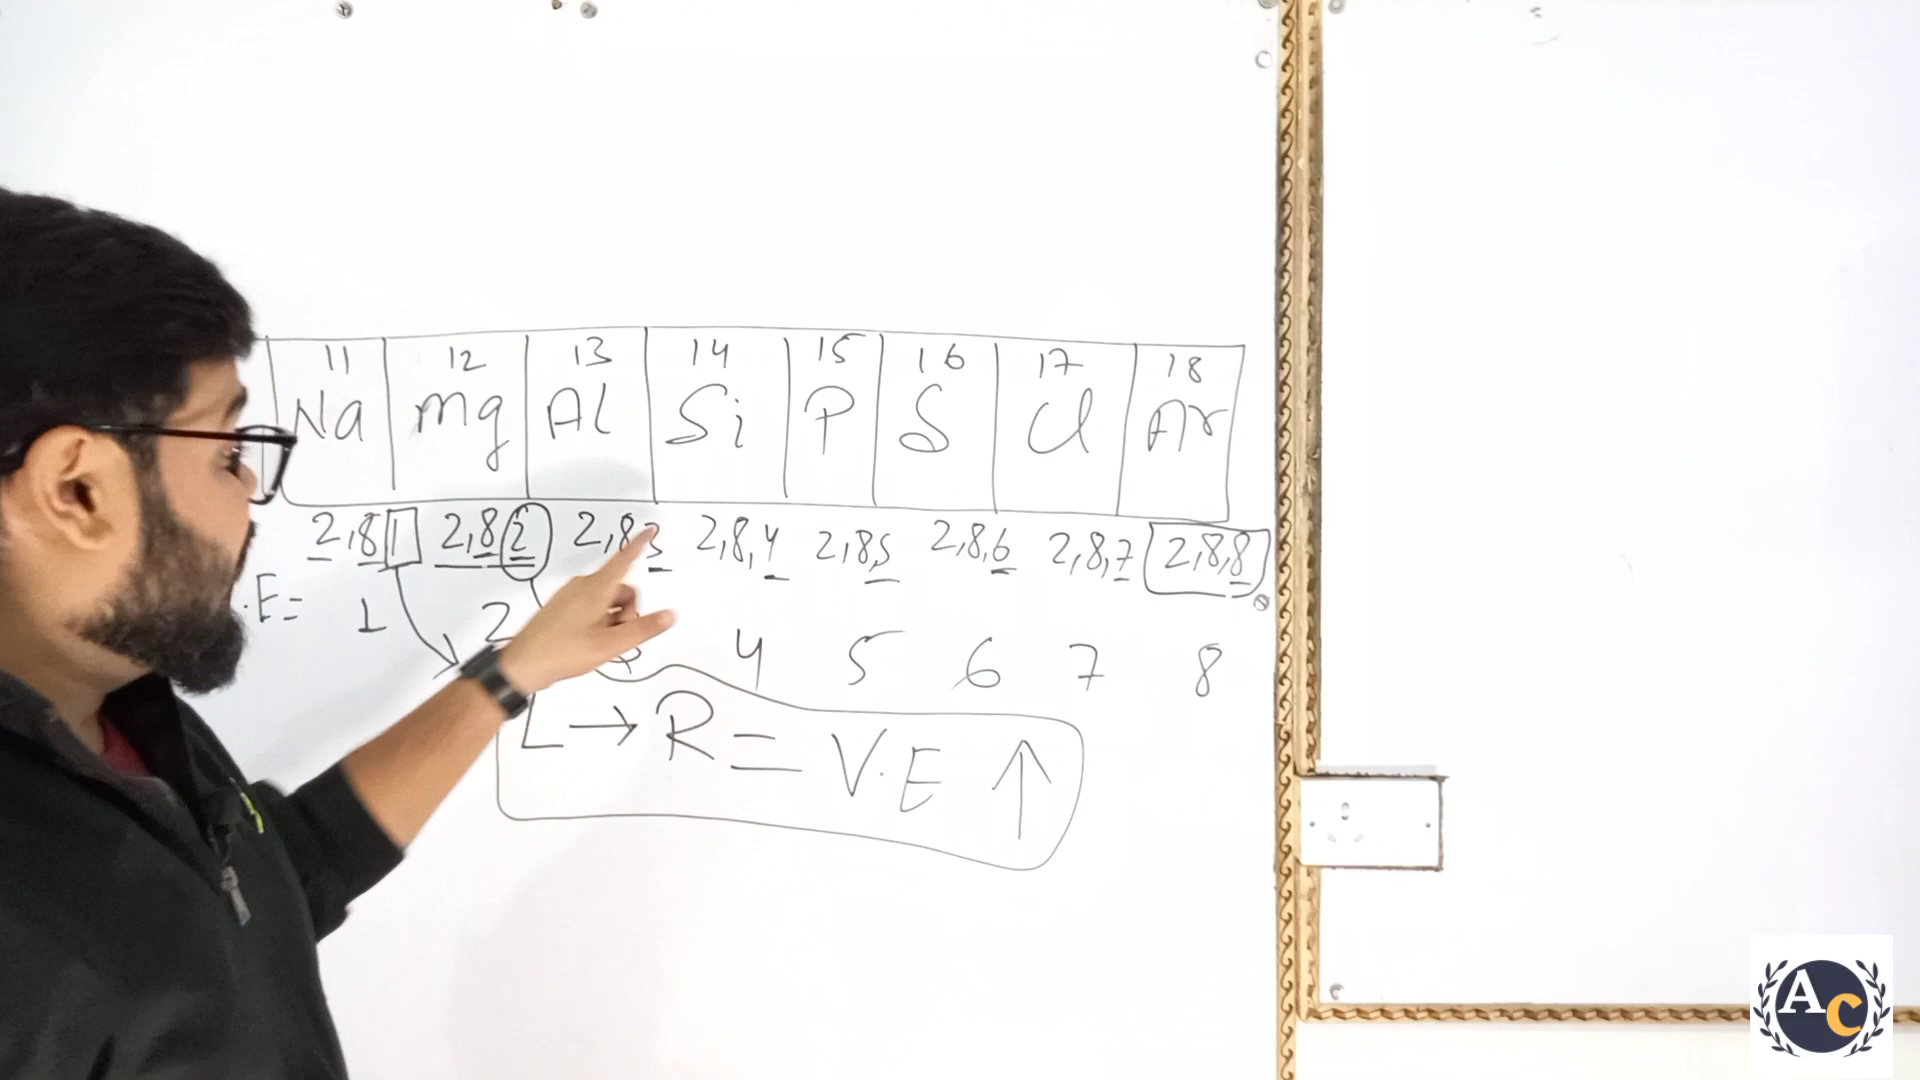 11 12 13 14 15 16 17 18
Na Mg Al Si P S Cl Ar
2,8,1 2,8,2 2,8,3 2,8,4 2,8,5 2,8,6 2,8,7 2,8,8
.E= 1 2 4 5 6 7 8
L → R = V.E ↑
AC